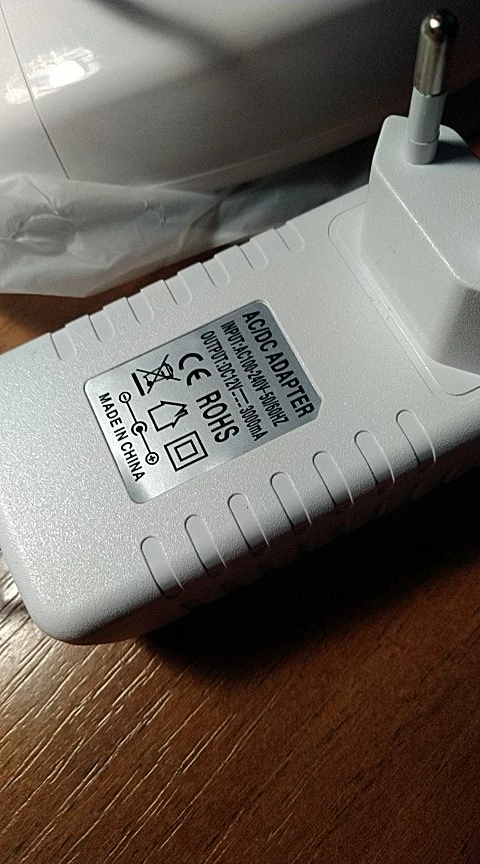 AC/DC ADAPTER
INPUT:AC100-240V-50/60HZ
OUTPUT:DC12V 3000mA
CE ROHS
MADE IN CHINA